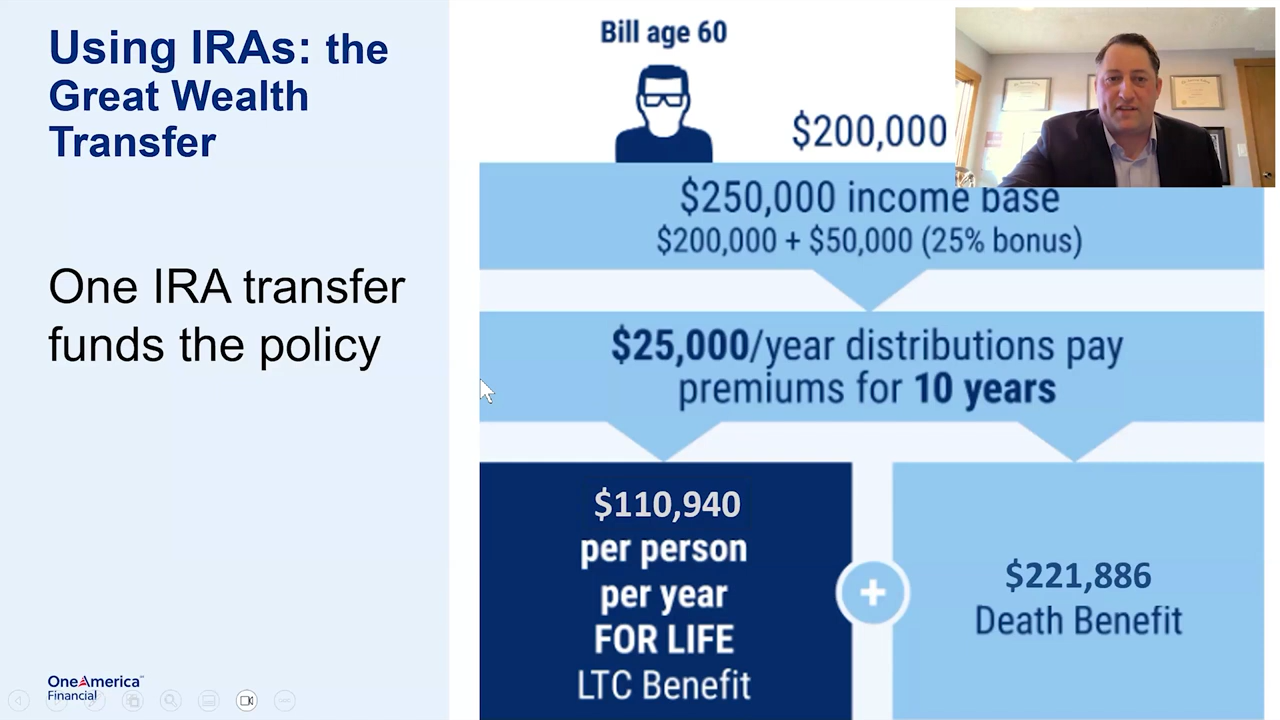 Using IRAs: the
Great Wealth
Transfer
One IRA transfer
funds the policy
OneAmerica
Financial
Bill age 60
$200,000
$250,000 income base
$200,000 + $50,000 (25% bonus)
$25,000/year distributions pay
premiums for 10 years
$110,940
per person
per year
FOR LIFE
LTC Benefit
+
$221,886
Death Benefit